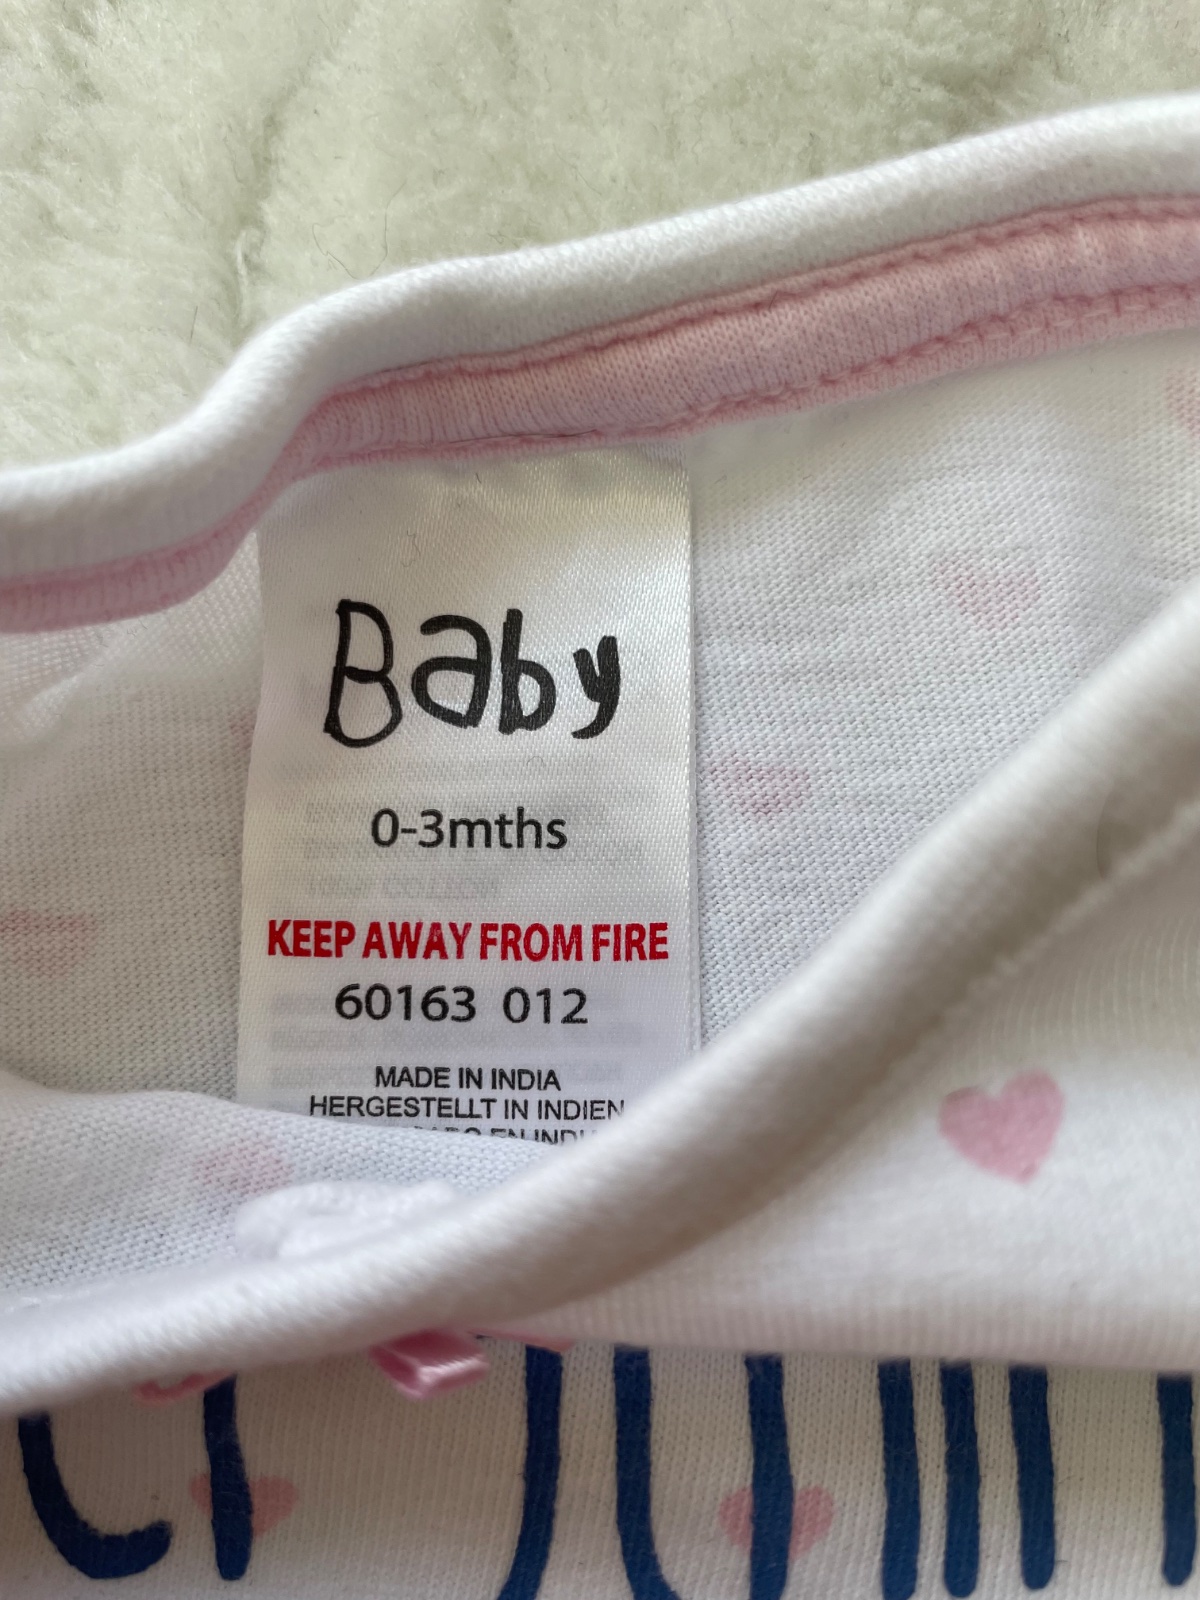 Baby
0-3mths
KEEP AWAY FROM FIRE
60163 012
MADE IN INDIA
HERGESTELLT IN INDIEN